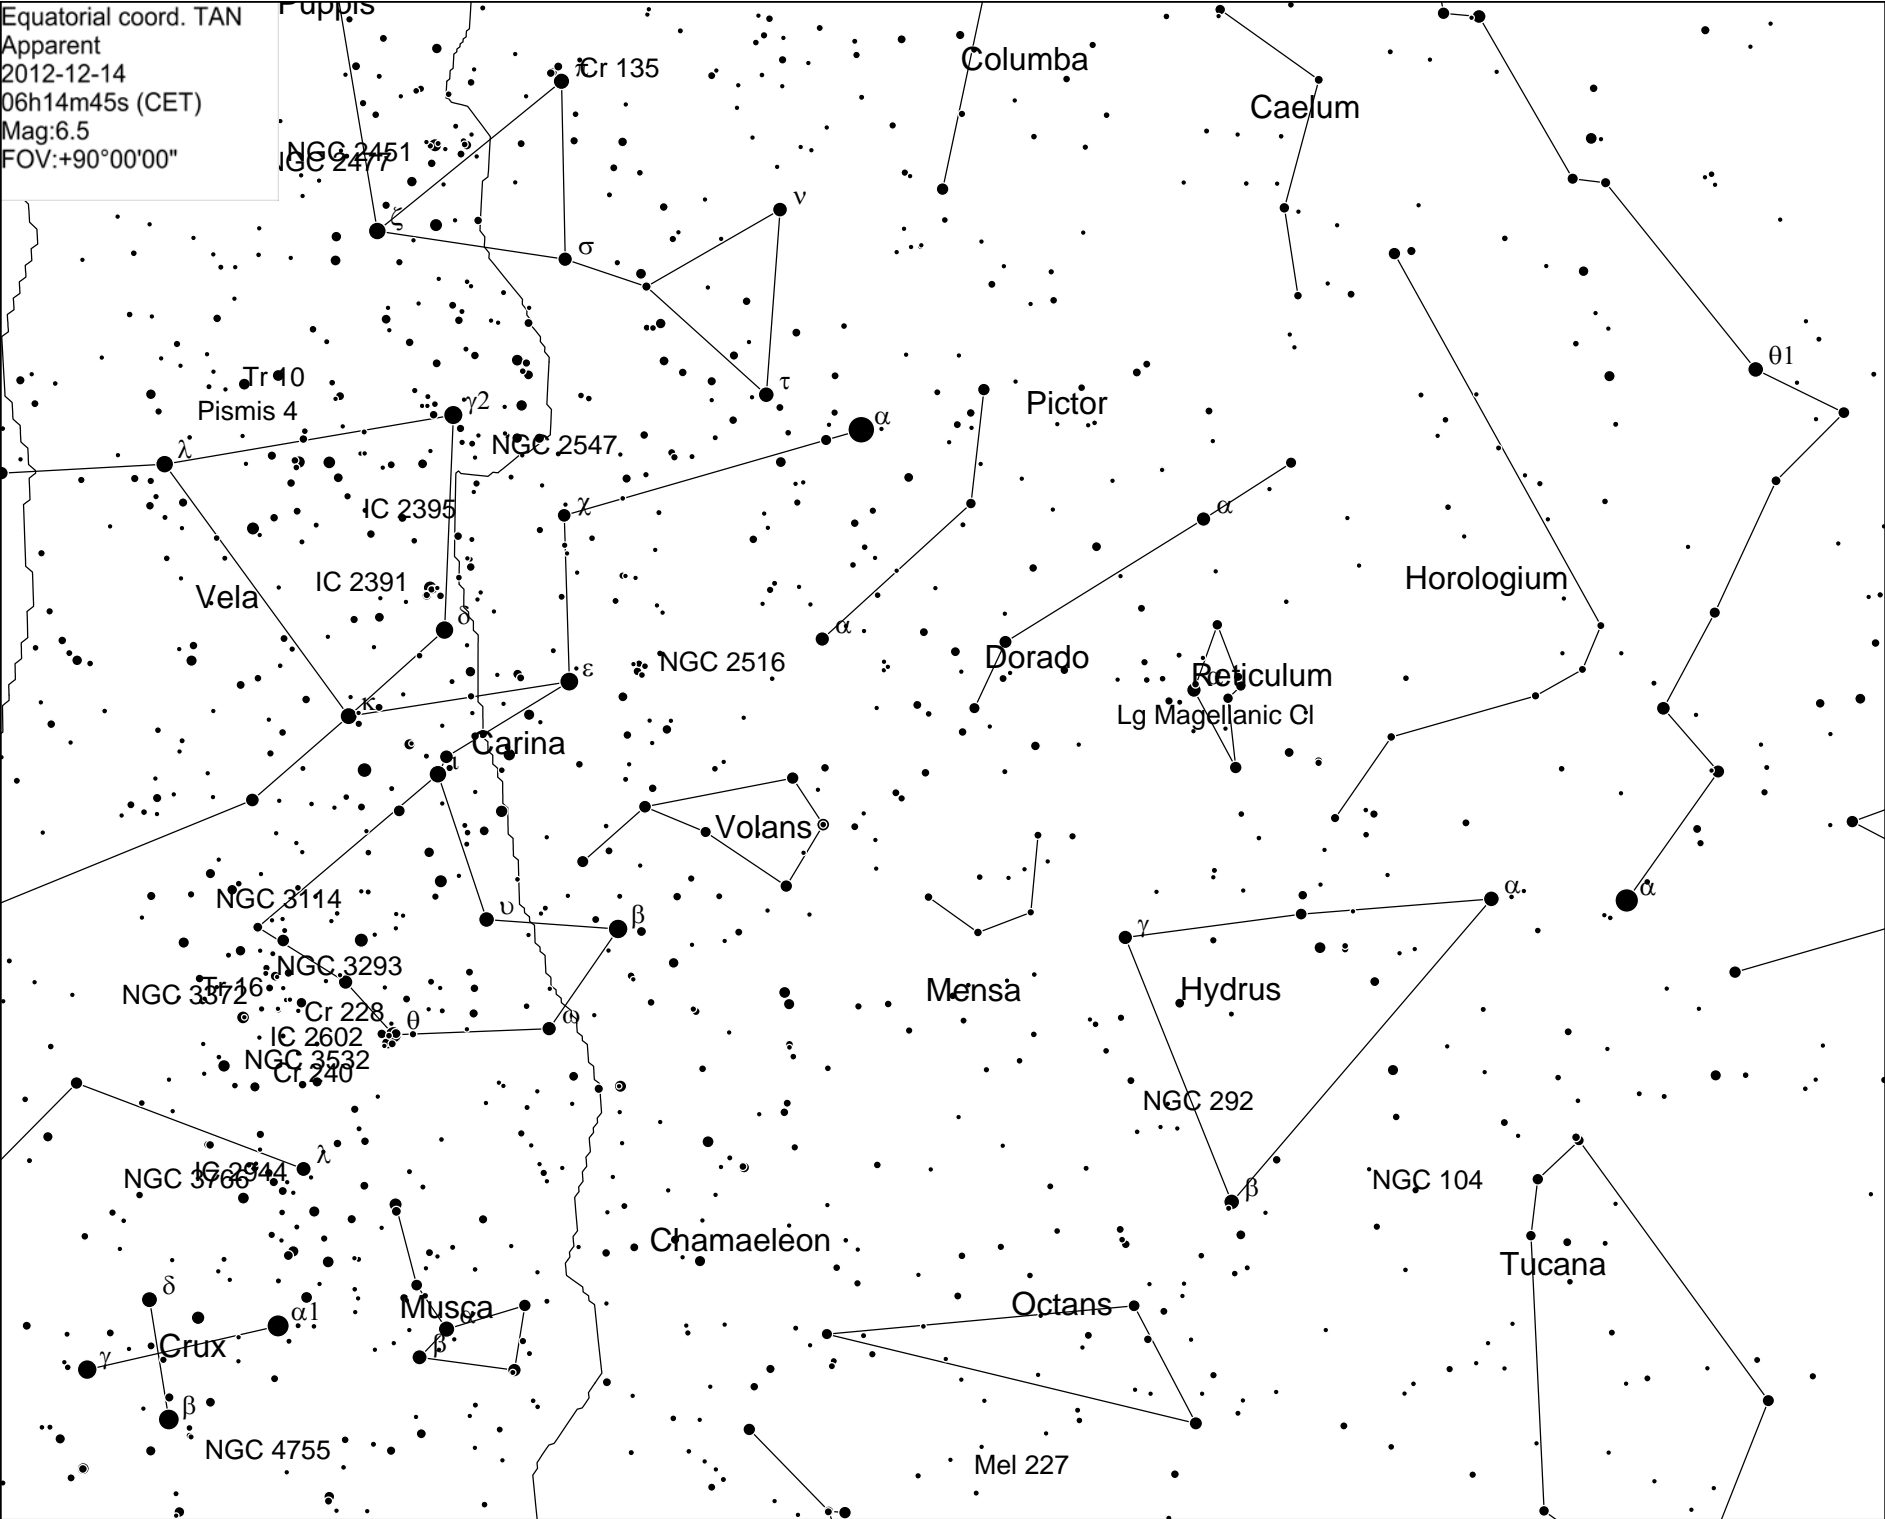 Equatorial coord. TAN
Apparent
2012-12-14
06h14m45s (CET)
Mag:6.5
FOV:+90°00'00"
Puppis
π
Cr 135
Columba
Caelum
NGC 2451
NGC 2477
ζ
ν
σ
θ1
Tr 10
τ
Pismis 4
γ2
Pictor
α
NGC 2547
λ
χ
IC 2395
α
IC 2391
Horologium
Vela
δ
α
Dorado
NGC 2516
ε
Reticulum
α
κ
Lg Magellanic Cl
Carina
ι
Volans
NGC 3114
υ
β
α
α
γ
NGC 3293
Tr 16
NGC 3372
Mensa
Hydrus
Cr 228
θ
ω
IC 2602
NGC 3532
Cr 240
NGC 292
λ
IC 2944
NGC 3766
NGC 104
β
Chamaeleon
Tucana
δ
α1
Musca
α
Octans
Crux
β
γ
β
NGC 4755
Mel 227